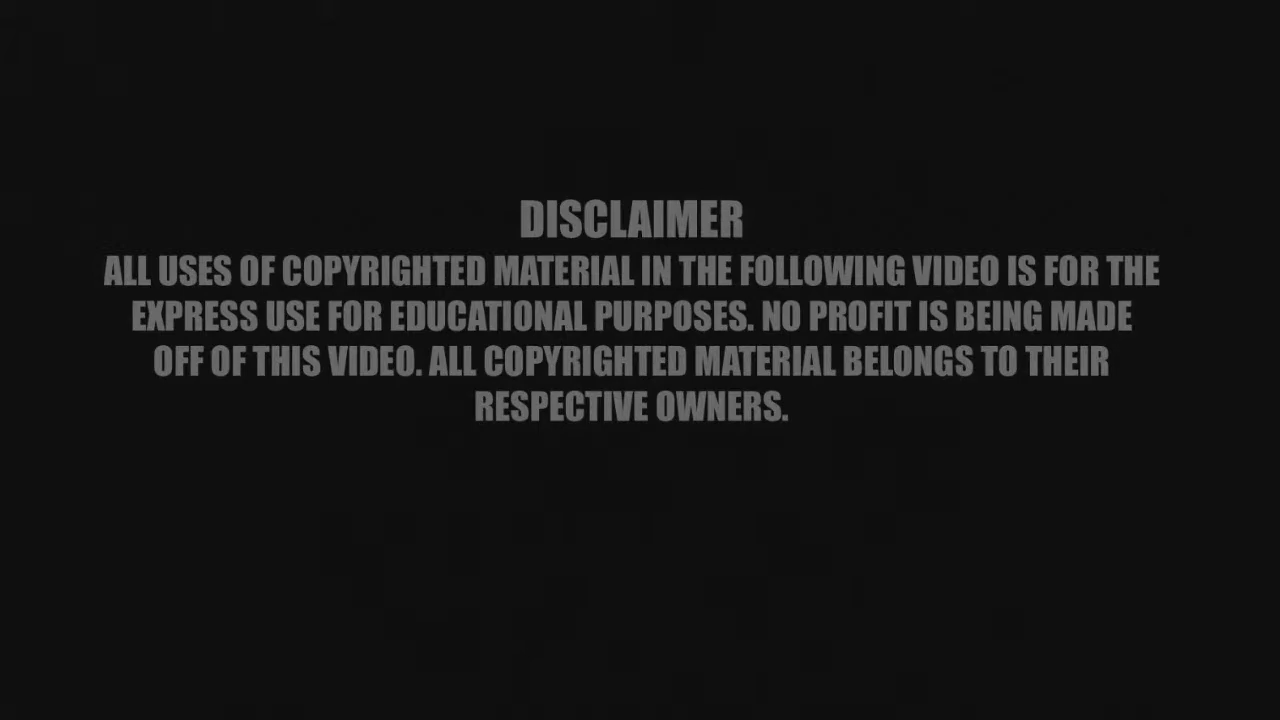 DISCLAIMER
ALL USES OF COPYRIGHTED MATERIAL IN THE FOLLOWING VIDEO IS FOR THE
EXPRESS USE FOR EDUCATIONAL PURPOSES. NO PROFIT IS BEING MADE
OFF OF THIS VIDEO. ALL COPYRIGHTED MATERIAL BELONGS TO THEIR
RESPECTIVE OWNERS.